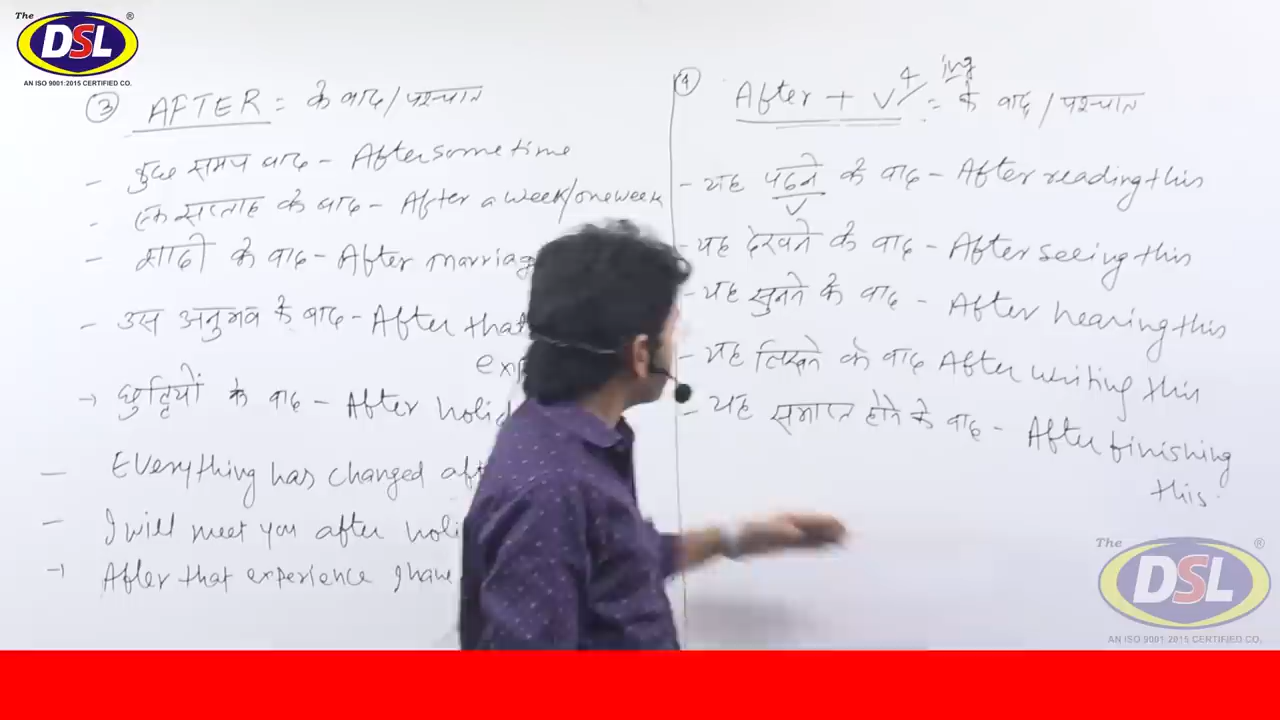 The
DSL
®
AN ISO 9001:2015 CERTIFIED CO.
③ AFTER = के बाद/पश्चात
- कुछ समय बाद - After some time
- एक सप्ताह के बाद - After a week/one week
- शादी के बाद - After marriag
- उस अनुभव के बाद - After that
exp
→ छुट्टियों के बाद - After holid
- Everything has changed aft
- I will meet you after holi
→ After that experience I have
④ After + V4/ing = के बाद/पश्चात
- यह पढने के बाद - After reading this
V
- यह देखने के बाद - After seeing this
- यह सुनने के बाद - After hearing this
- यह लिखने के बाद After writing this
- यह समाप्त होने के बाद - After finishing
this.
The
DSL
®
AN ISO 9001:2015 CERTIFIED CO.